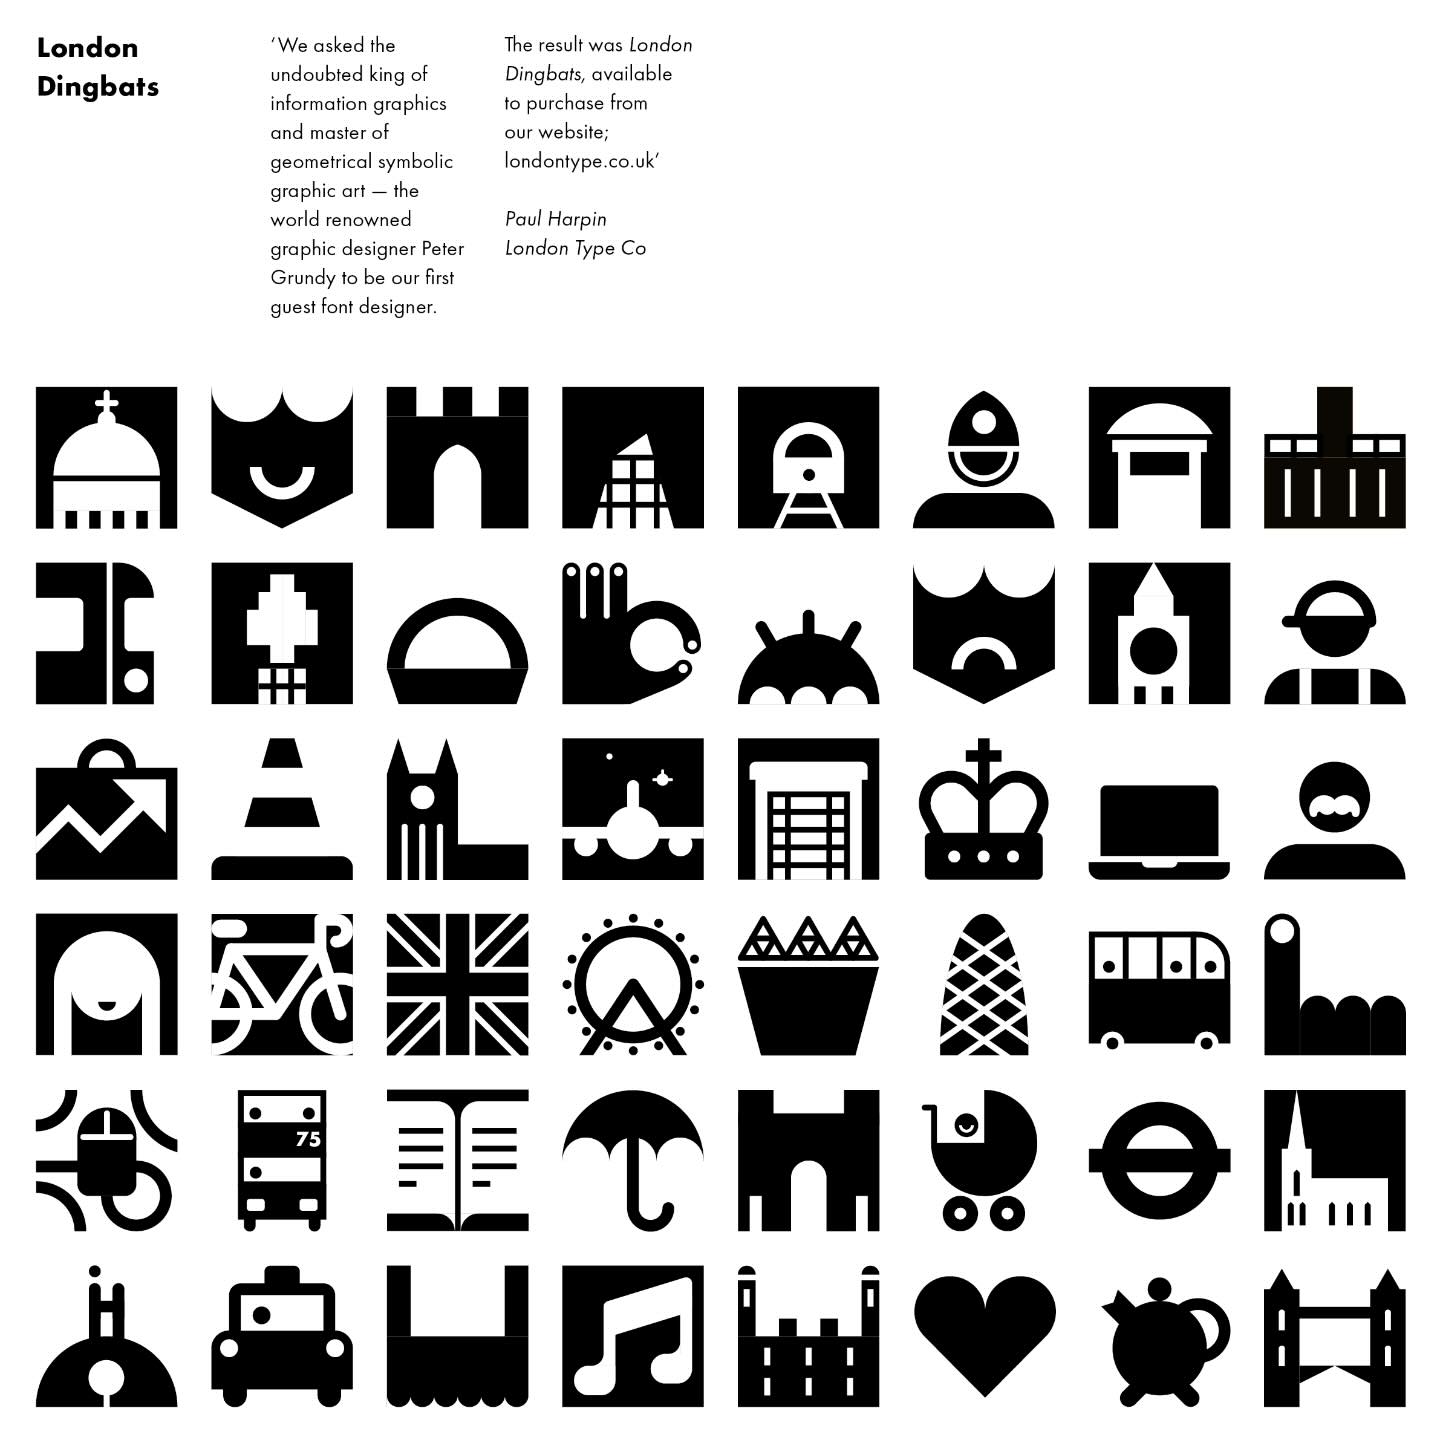 London
Dingbats
‘We asked the
undoubted king of
information graphics
and master of
geometrical symbolic
graphic art — the
world renowned
graphic designer Peter
Grundy to be our first
guest font designer.
The result was London
Dingbats, available
to purchase from
our website;
londontype.co.uk’
Paul Harpin
London Type Co
75